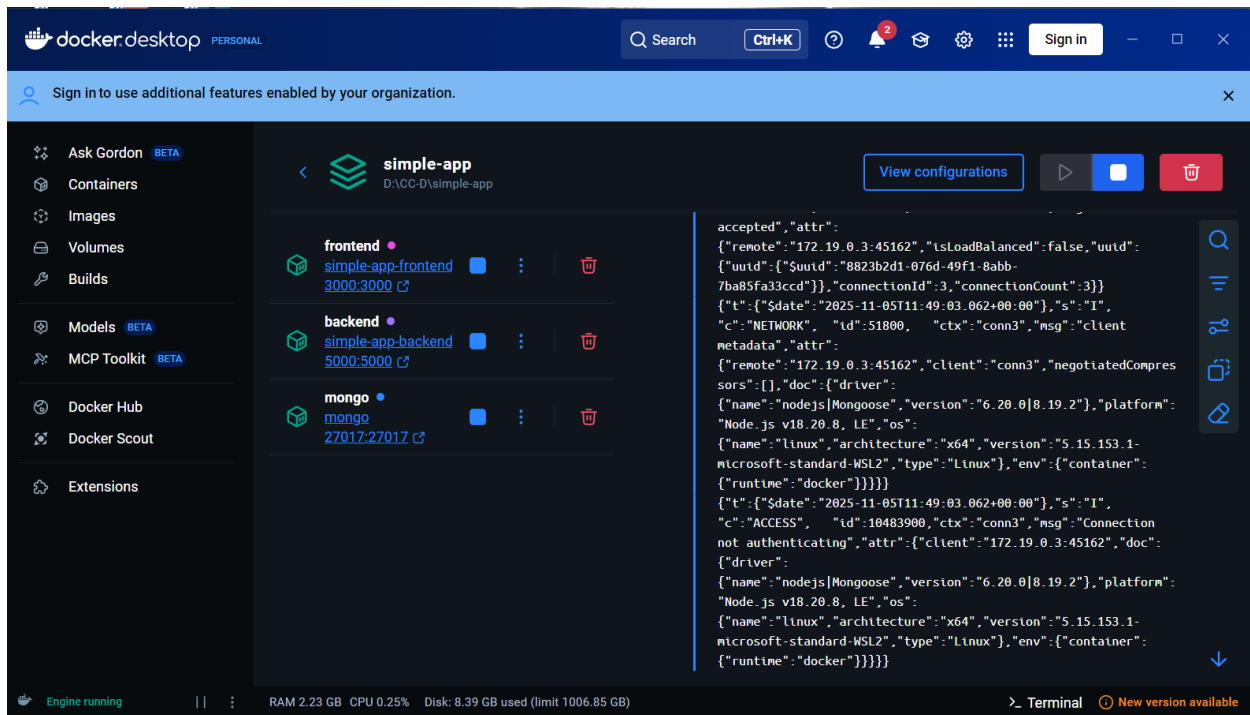 docker.desktop PERSONAL
Search Ctrl+K
2
Sign in
Sign in to use additional features enabled by your organization.
Ask Gordon BETA
Containers
Images
Volumes
Builds
Models BETA
MCP Toolkit BETA
Docker Hub
Docker Scout
Extensions
simple-app
D:\CC-D\simple-app
View configurations
frontend
simple-app-frontend
3000:3000
backend
simple-app-backend
5000:5000
mongo
mongo
27017:27017
accepted","attr":
{"remote":"172.19.0.3:45162","isLoadBalanced":false,"uuid":
{"uuid":{"$uuid":"8823b2d1-076d-49f1-8abb-
7ba85fa33ccd"}},"connectionId":3,"connectionCount":3}}
{"t":{"$date":"2025-11-05T11:49:03.062+00:00"},"s":"I",
"c":"NETWORK", "id":51800, "ctx":"conn3","msg":"client
metadata","attr":
{"remote":"172.19.0.3:45162","client":"conn3","negotiatedCompres
sors":[],"doc":{"driver":
{"name":"nodejs|Mongoose","version":"6.20.0|8.19.2"},"platform":
"Node.js v18.20.8, LE","os":
{"name":"linux","architecture":"x64","version":"5.15.153.1-
microsoft-standard-WSL2","type":"Linux"},"env":{"container":
{"runtime":"docker"}}}}}
{"t":{"$date":"2025-11-05T11:49:03.062+00:00"},"s":"I",
"c":"ACCESS", "id":10483900,"ctx":"conn3","msg":"Connection
not authenticating","attr":{"client":"172.19.0.3:45162","doc":
{"driver":
{"name":"nodejs|Mongoose","version":"6.20.0|8.19.2"},"platform":
"Node.js v18.20.8, LE","os":
{"name":"linux","architecture":"x64","version":"5.15.153.1-
microsoft-standard-WSL2","type":"Linux"},"env":{"container":
{"runtime":"docker"}}}}}
Engine running
RAM 2.23 GB CPU 0.25% Disk: 8.39 GB used (limit 1006.85 GB)
>_ Terminal
New version available